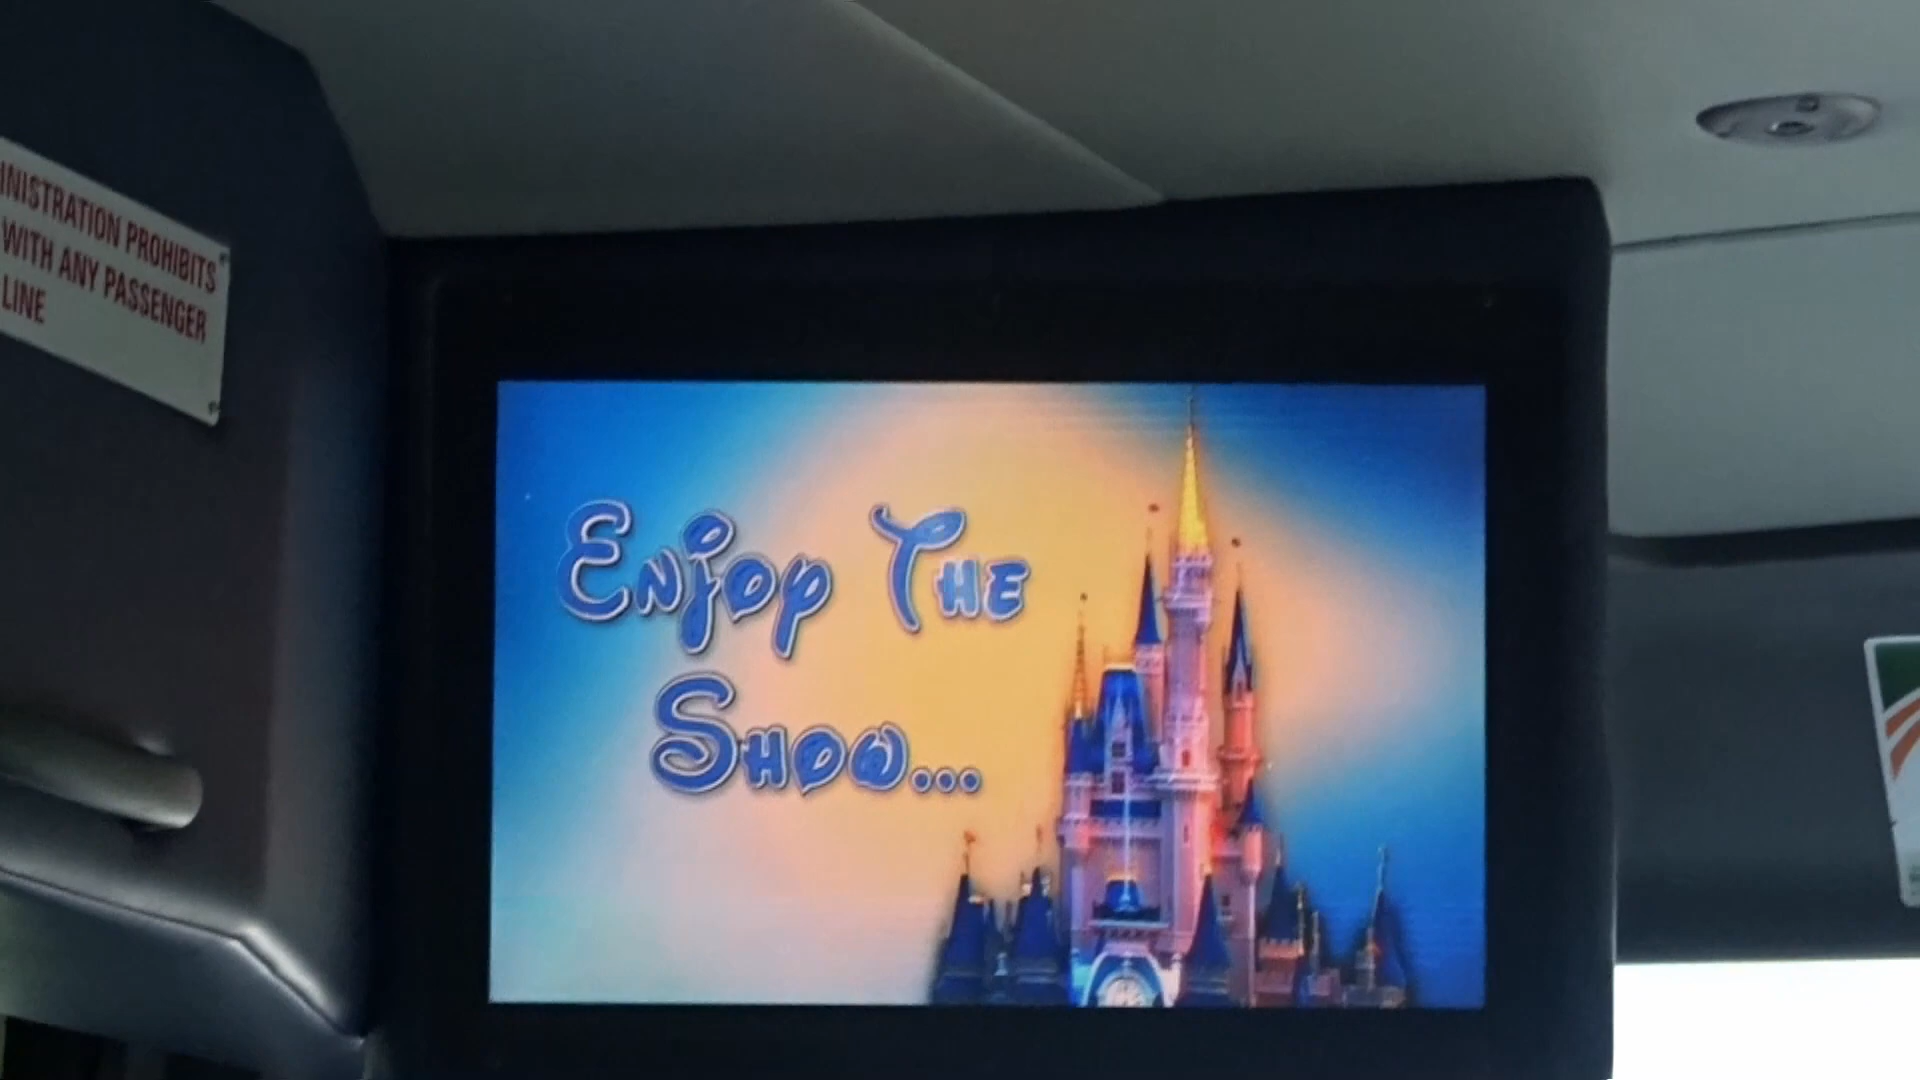 INISTRATION PROHIBITS
WITH ANY PASSENGER
LINE
Enjoy The
Show...